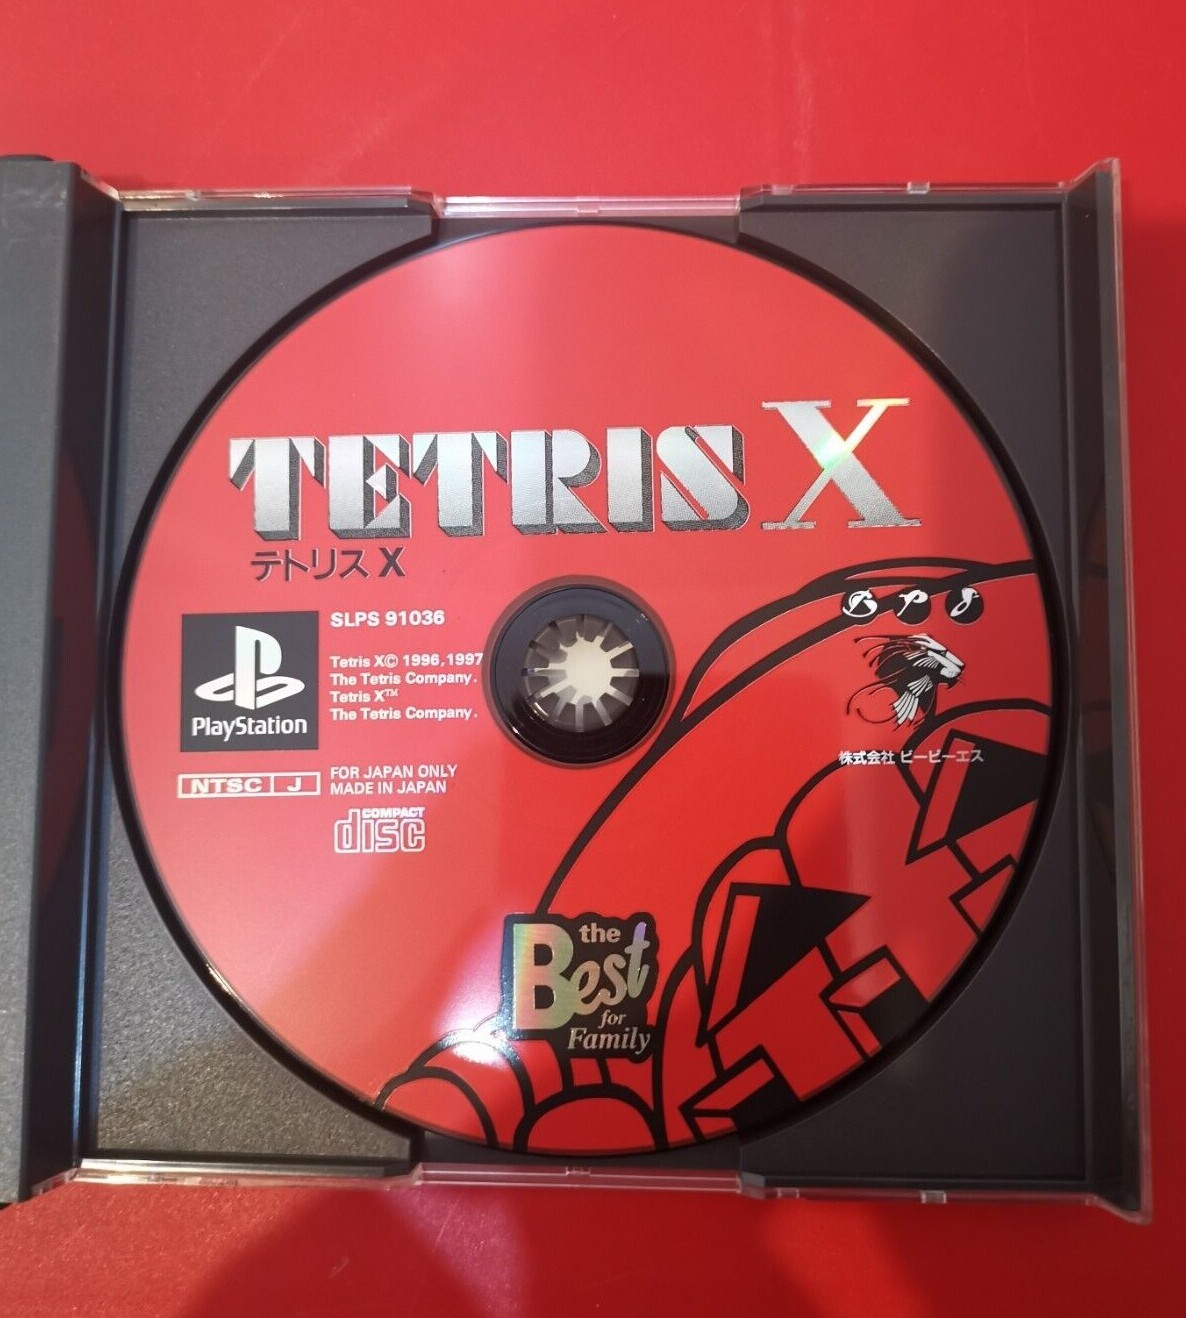 TETRIS X
テトリス X
BPS
SLPS 91036
PlayStation
Tetris X© 1996,1997
The Tetris Company.
Tetris X™
The Tetris Company.
株式会社 ビーピーエス
NTSC J
FOR JAPAN ONLY
MADE IN JAPAN
COMPACT
disc
the
Best
for
Family